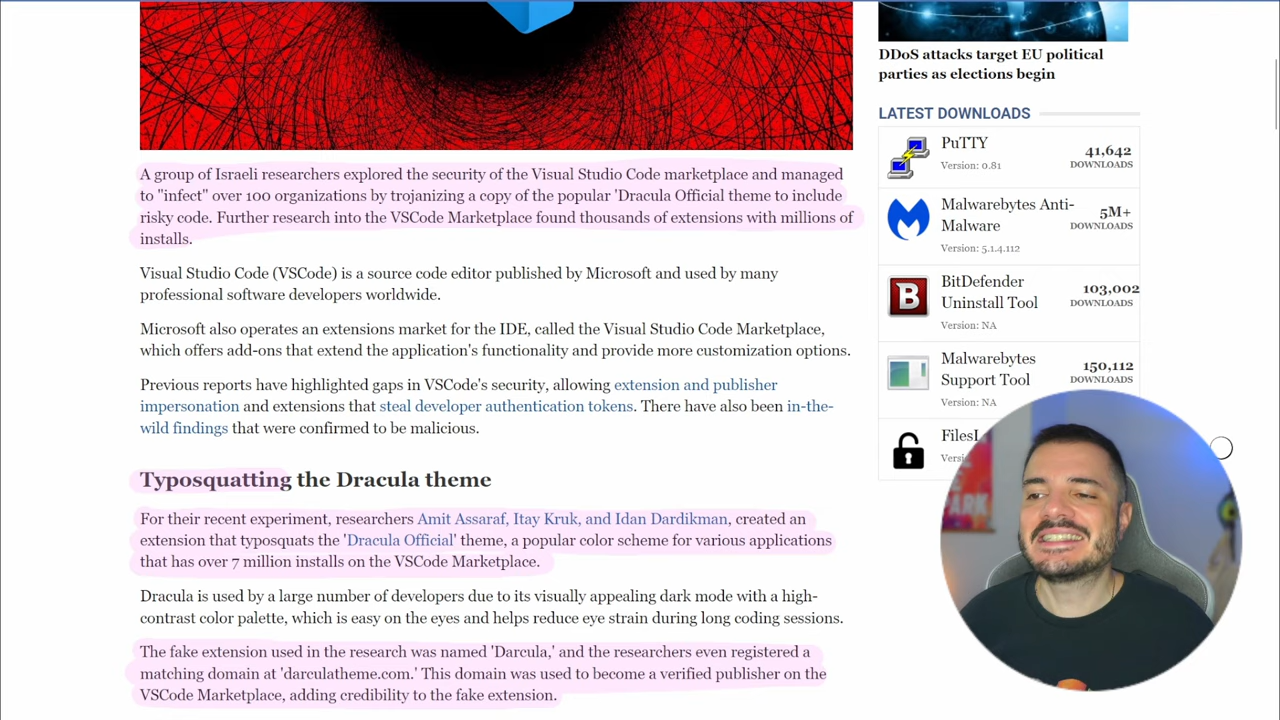 A group of Israeli researchers explored the security of the Visual Studio Code marketplace and managed
to "infect" over 100 organizations by trojanizing a copy of the popular 'Dracula Official theme to include
risky code. Further research into the VSCode Marketplace found thousands of extensions with millions of
installs.
Visual Studio Code (VSCode) is a source code editor published by Microsoft and used by many
professional software developers worldwide.
Microsoft also operates an extensions market for the IDE, called the Visual Studio Code Marketplace,
which offers add-ons that extend the application's functionality and provide more customization options.
Previous reports have highlighted gaps in VSCode's security, allowing extension and publisher
impersonation and extensions that steal developer authentication tokens. There have also been in-the-
wild findings that were confirmed to be malicious.
Typosquatting the Dracula theme
For their recent experiment, researchers Amit Assaraf, Itay Kruk, and Idan Dardikman, created an
extension that typosquats the 'Dracula Official' theme, a popular color scheme for various applications
that has over 7 million installs on the VSCode Marketplace.
Dracula is used by a large number of developers due to its visually appealing dark mode with a high-
contrast color palette, which is easy on the eyes and helps reduce eye strain during long coding sessions.
The fake extension used in the research was named 'Darcula,' and the researchers even registered a
matching domain at 'darculatheme.com.' This domain was used to become a verified publisher on the
VSCode Marketplace, adding credibility to the fake extension.
DDoS attacks target EU political
parties as elections begin
LATEST DOWNLOADS
PuTTY
Version: 0.81
41,642
DOWNLOADS
Malwarebytes Anti-
Malware
Version: 5.1.4.112
5M+
DOWNLOADS
BitDefender
Uninstall Tool
Version: NA
103,002
DOWNLOADS
Malwarebytes
Support Tool
Version: NA
150,112
DOWNLOADS
B
PARK